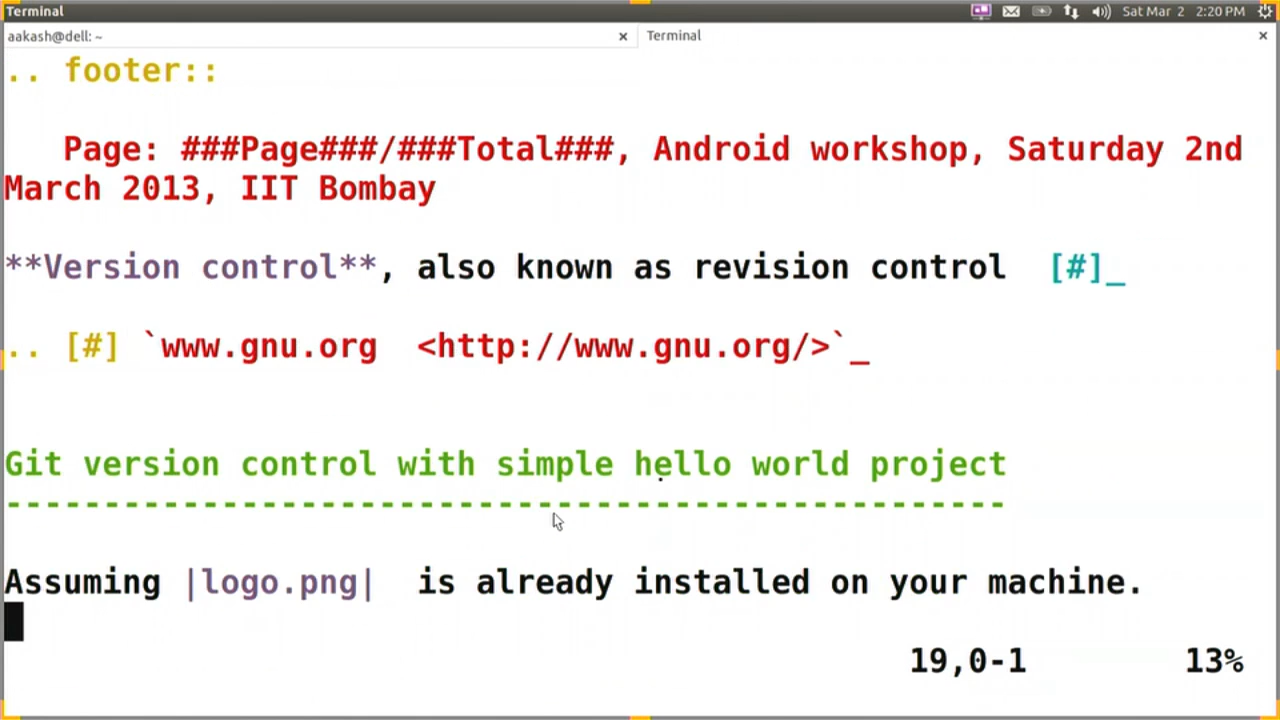 Terminal
Sat Mar 2 2:20 PM
aakash@dell: ~ × Terminal ×
.. footer::
Page: ###Page###/###Total###, Android workshop, Saturday 2nd
March 2013, IIT Bombay
**Version control**, also known as revision control  [#]_
.. [#] `www.gnu.org  <http://www.gnu.org/>`_
Git version control with simple hello world project
---------------------------------------------------
Assuming |logo.png|  is already installed on your machine.
19,0-1 13%